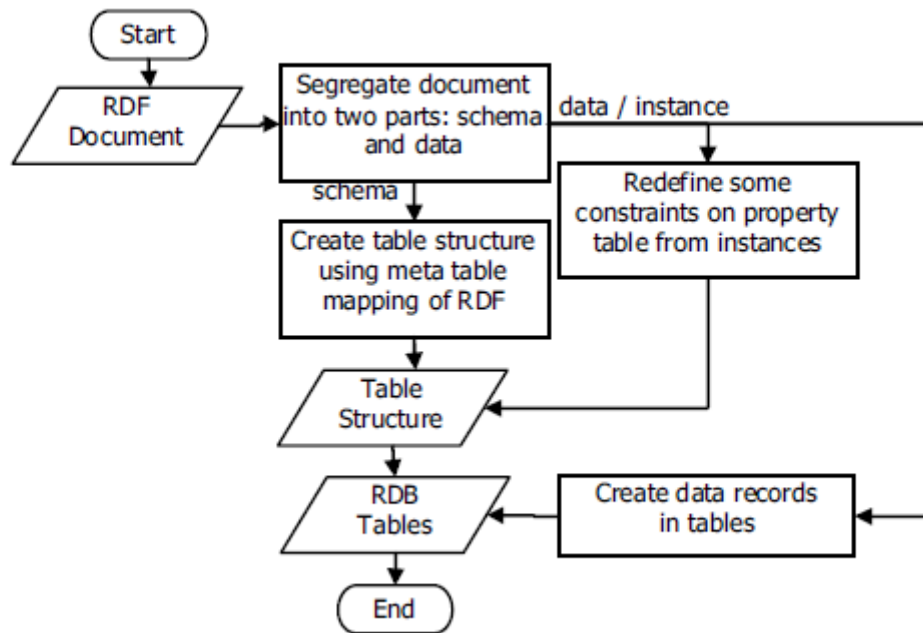 Start
RDF
Document
Segregate document
into two parts: schema
and data
data / instance
schema
Redefine some
constraints on property
table from instances
Create table structure
using meta table
mapping of RDF
Table
Structure
RDB
Tables
Create data records
in tables
End